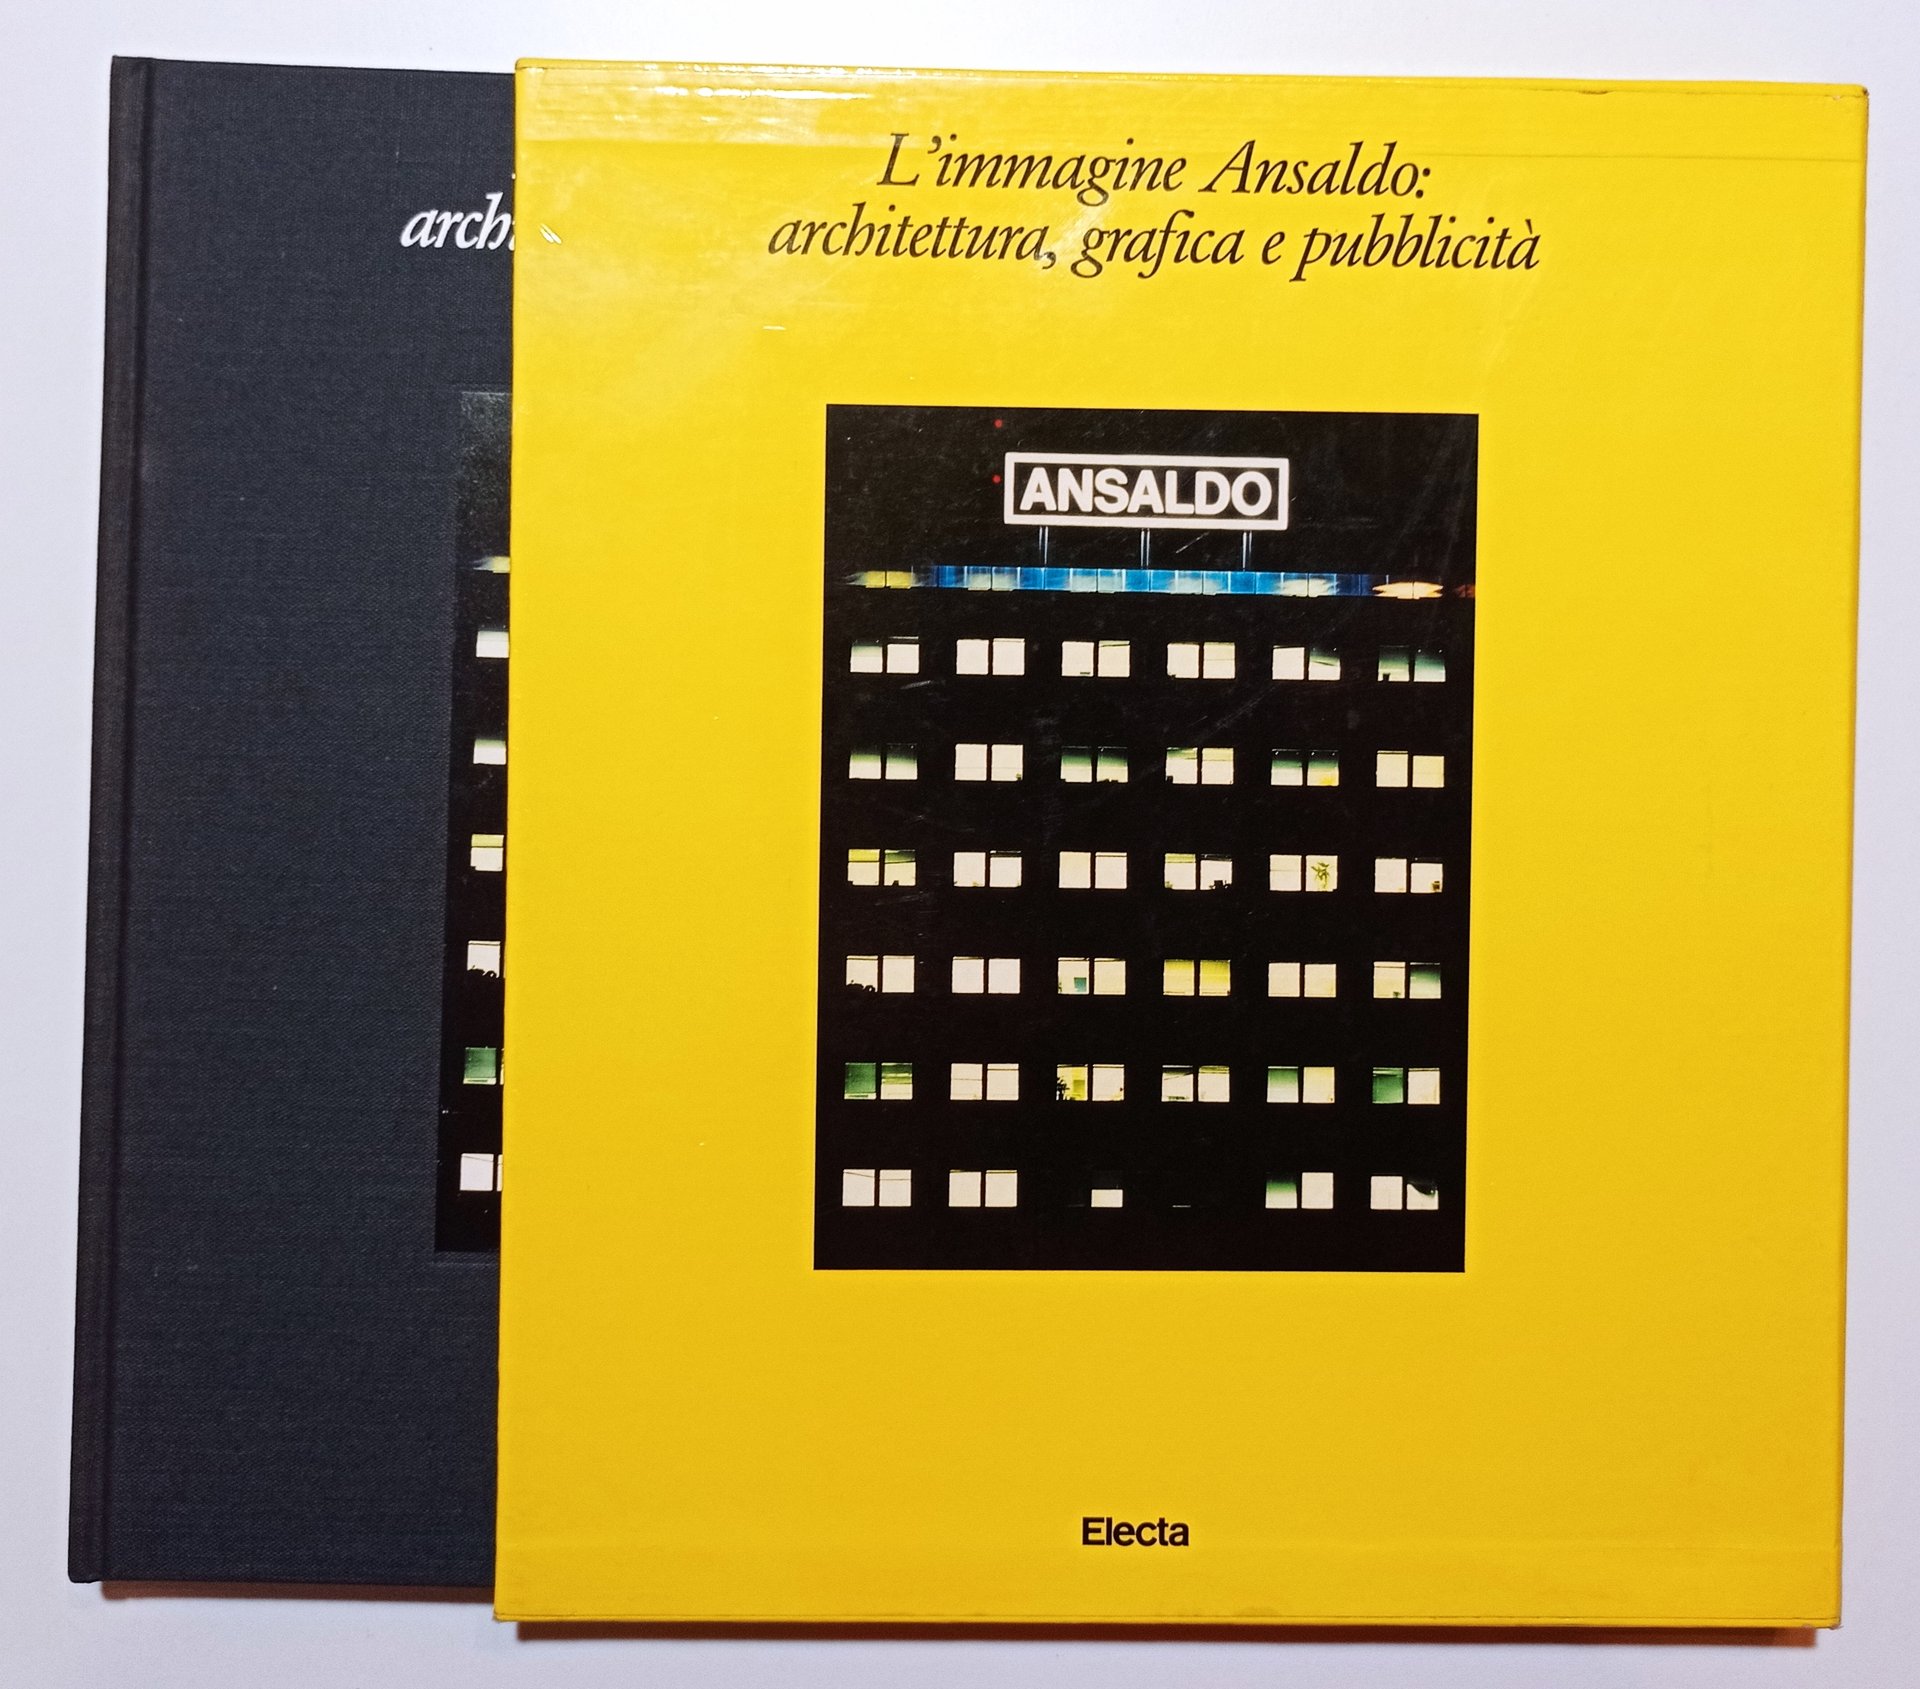 L'immagine Ansaldo:
architettura, grafica e pubblicità
ANSALDO
Electa